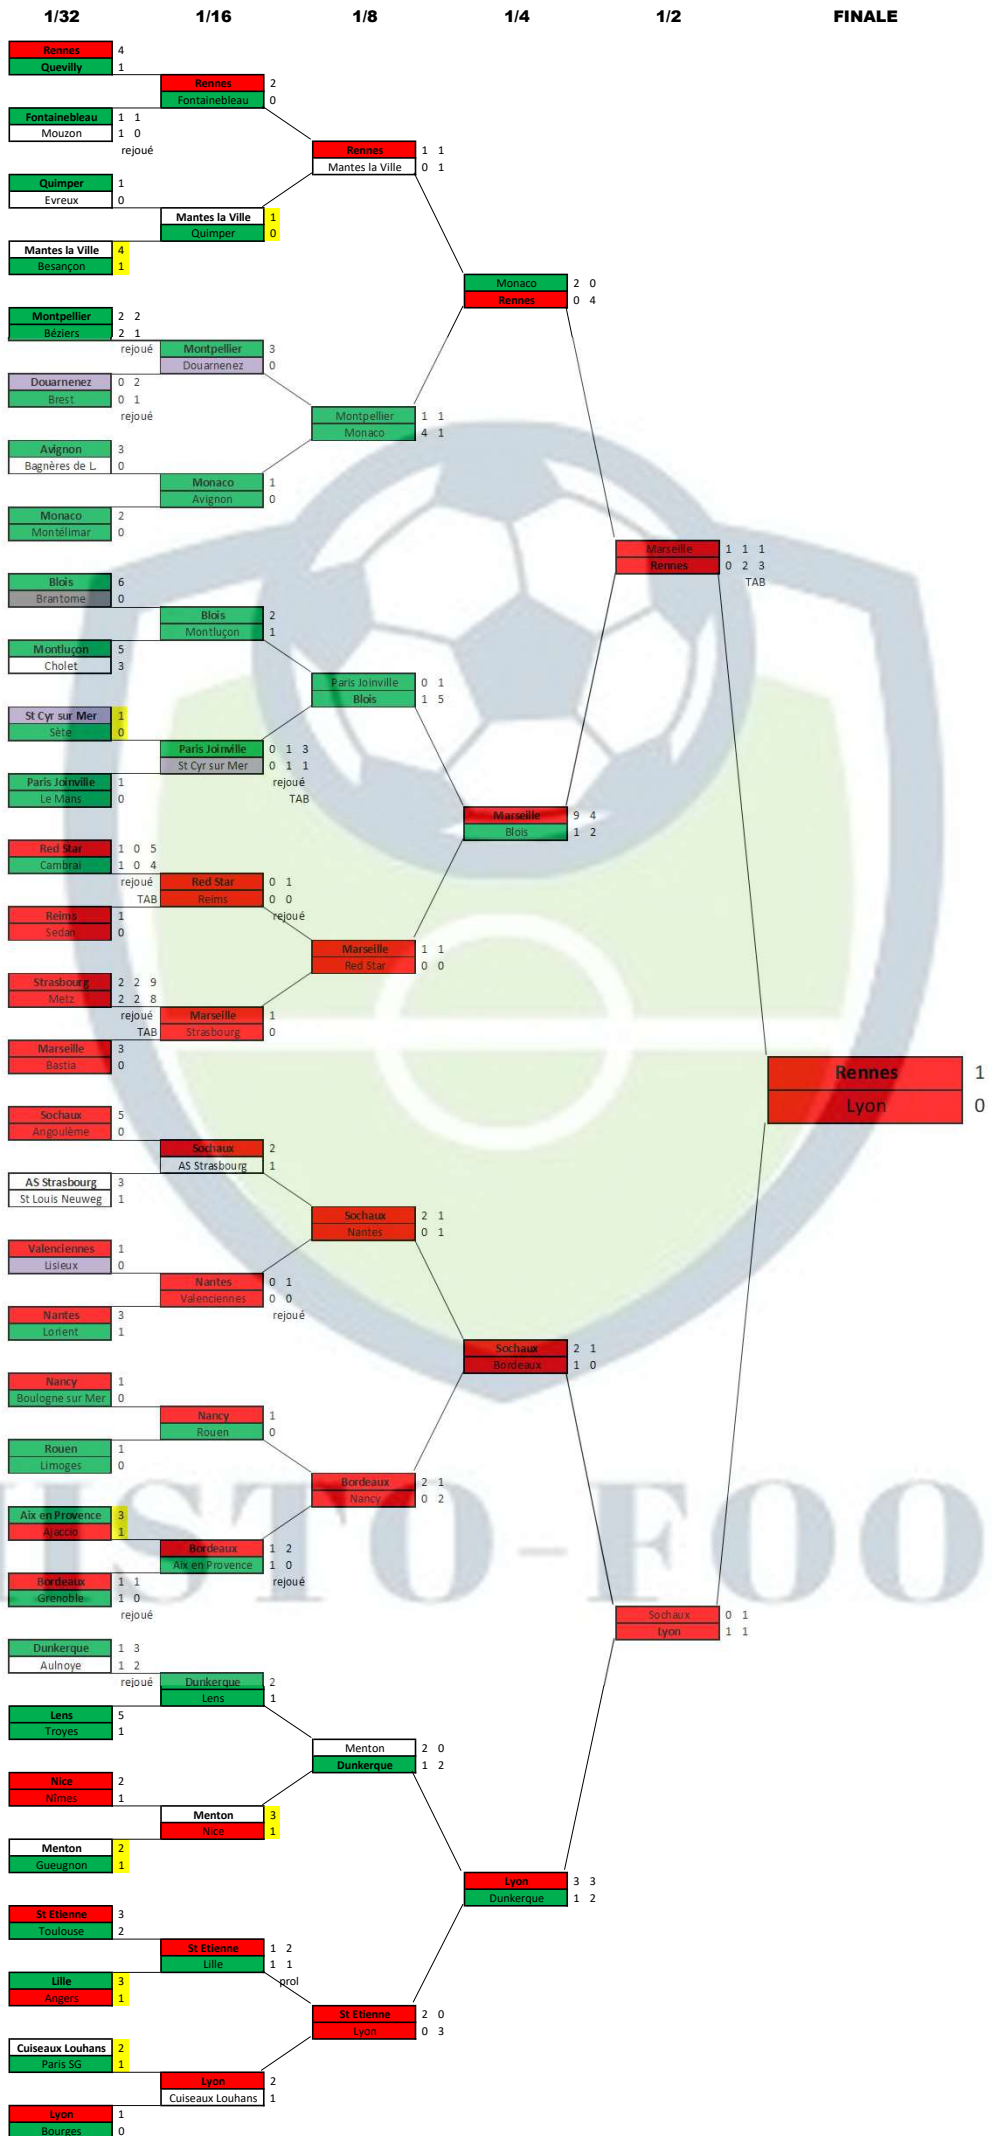 1/32 1/16 1/8 1/4 1/2 FINALE
Rennes 4
Quevilly 1
Rennes 2
Fontainebleau 0
Fontainebleau 1 1
Mouzon 1 0
rejoué
Rennes 1 1
Mantes la Ville 0 1
Quimper 1
Evreux 0
Mantes la Ville 1
Quimper 0
Mantes la Ville 4
Besançon 1
Monaco 2 0
Rennes 0 4
Montpellier 2 2
Béziers 2 1
rejoué
Montpellier 3
Douarnenez 0
Douarnenez 0 2
Brest 0 1
rejoué
Montpellier 1 1
Monaco 4 1
Avignon 3
Bagnères de L. 0
Monaco 1
Avignon 0
Monaco 2
Montélimar 0
Marseille 1 1 1
Rennes 0 2 3
TAB
Blois 6
Brantome 0
Blois 2
Montluçon 1
Montluçon 5
Cholet 3
Paris Joinville 0 1
Blois 1 5
St Cyr sur Mer 1
Sète 0
Paris Joinville 0 1 3
St Cyr sur Mer 0 1 1
rejoué
TAB
Paris Joinville 1
Le Mans 0
Marseille 9 4
Blois 1 2
Red Star 1 0 5
Cambrai 1 0 4
rejoué
TAB
Red Star 0 1
Reims 0 0
rejoué
Reims 1
Sedan 0
Marseille 1 1
Red Star 0 0
Strasbourg 2 2 9
Metz 2 2 8
rejoué
TAB
Marseille 1
Strasbourg 0
Marseille 3
Bastia 0
Rennes 1
Lyon 0
Sochaux 5
Angoulème 0
Sochaux 2
AS Strasbourg 1
AS Strasbourg 3
St Louis Neuweg 1
Sochaux 2 1
Nantes 0 1
Valenciennes 1
Lisieux 0
Nantes 0 1
Valenciennes 0 0
rejoué
Nantes 3
Lorient 1
Sochaux 2 1
Bordeaux 1 0
Nancy 1
Boulogne sur Mer 0
Nancy 1
Rouen 0
Rouen 1
Limoges 0
Bordeaux 2 1
Nancy 0 2
HISTO-FOO
Aix en Provence 3
Ajaccio 1
Bordeaux 1 2
Aix en Provence 1 0
rejoué
Bordeaux 1 1
Grenoble 1 0
rejoué
Sochaux 0 1
Lyon 1 1
Dunkerque 1 3
Aulnoye 1 2
rejoué
Dunkerque 2
Lens 1
Lens 5
Troyes 1
Menton 2 0
Dunkerque 1 2
Nice 2
Nîmes 1
Menton 3
Nice 1
Menton 2
Gueugnon 1
Lyon 3 3
Dunkerque 1 2
St Etienne 3
Toulouse 2
St Etienne 1 2
Lille 1 1
prol
Lille 3
Angers 1
St Etienne 2 0
Lyon 0 3
Cuiseaux Louhans 2
Paris SG 1
Lyon 2
Cuiseaux Louhans 1
Lyon 1
Bourges 0